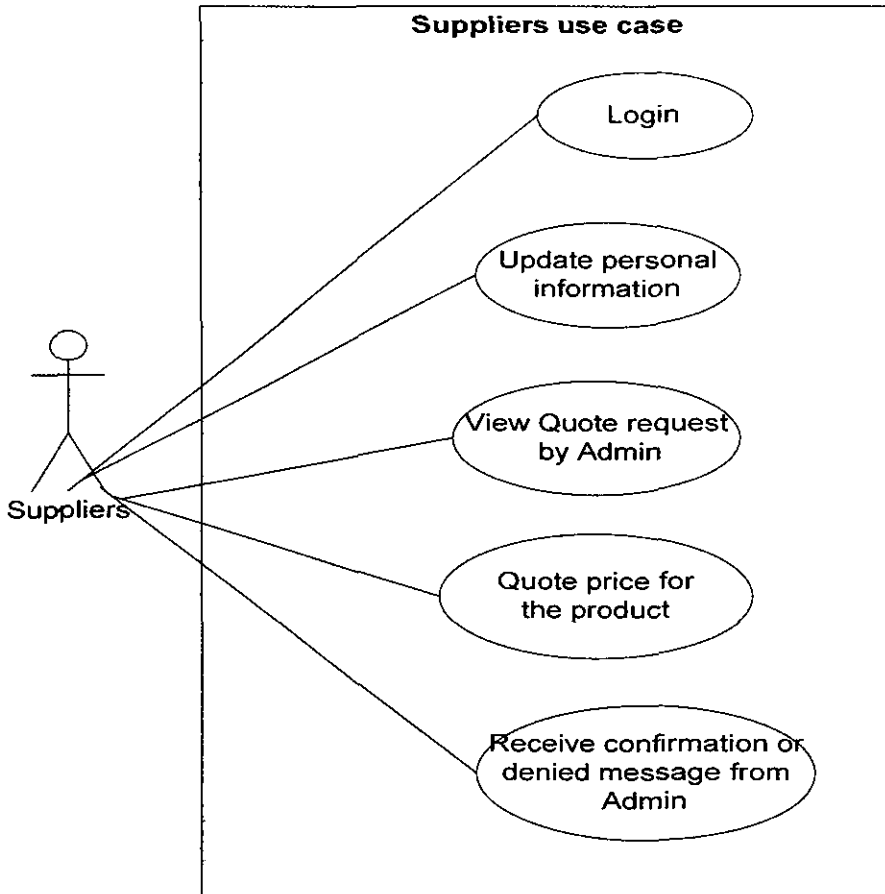 Suppliers use case
Login
Update personal
information
View Quote request
by Admin
Suppliers
Quote price for
the product
Receive confirmation or
denied message from
Admin